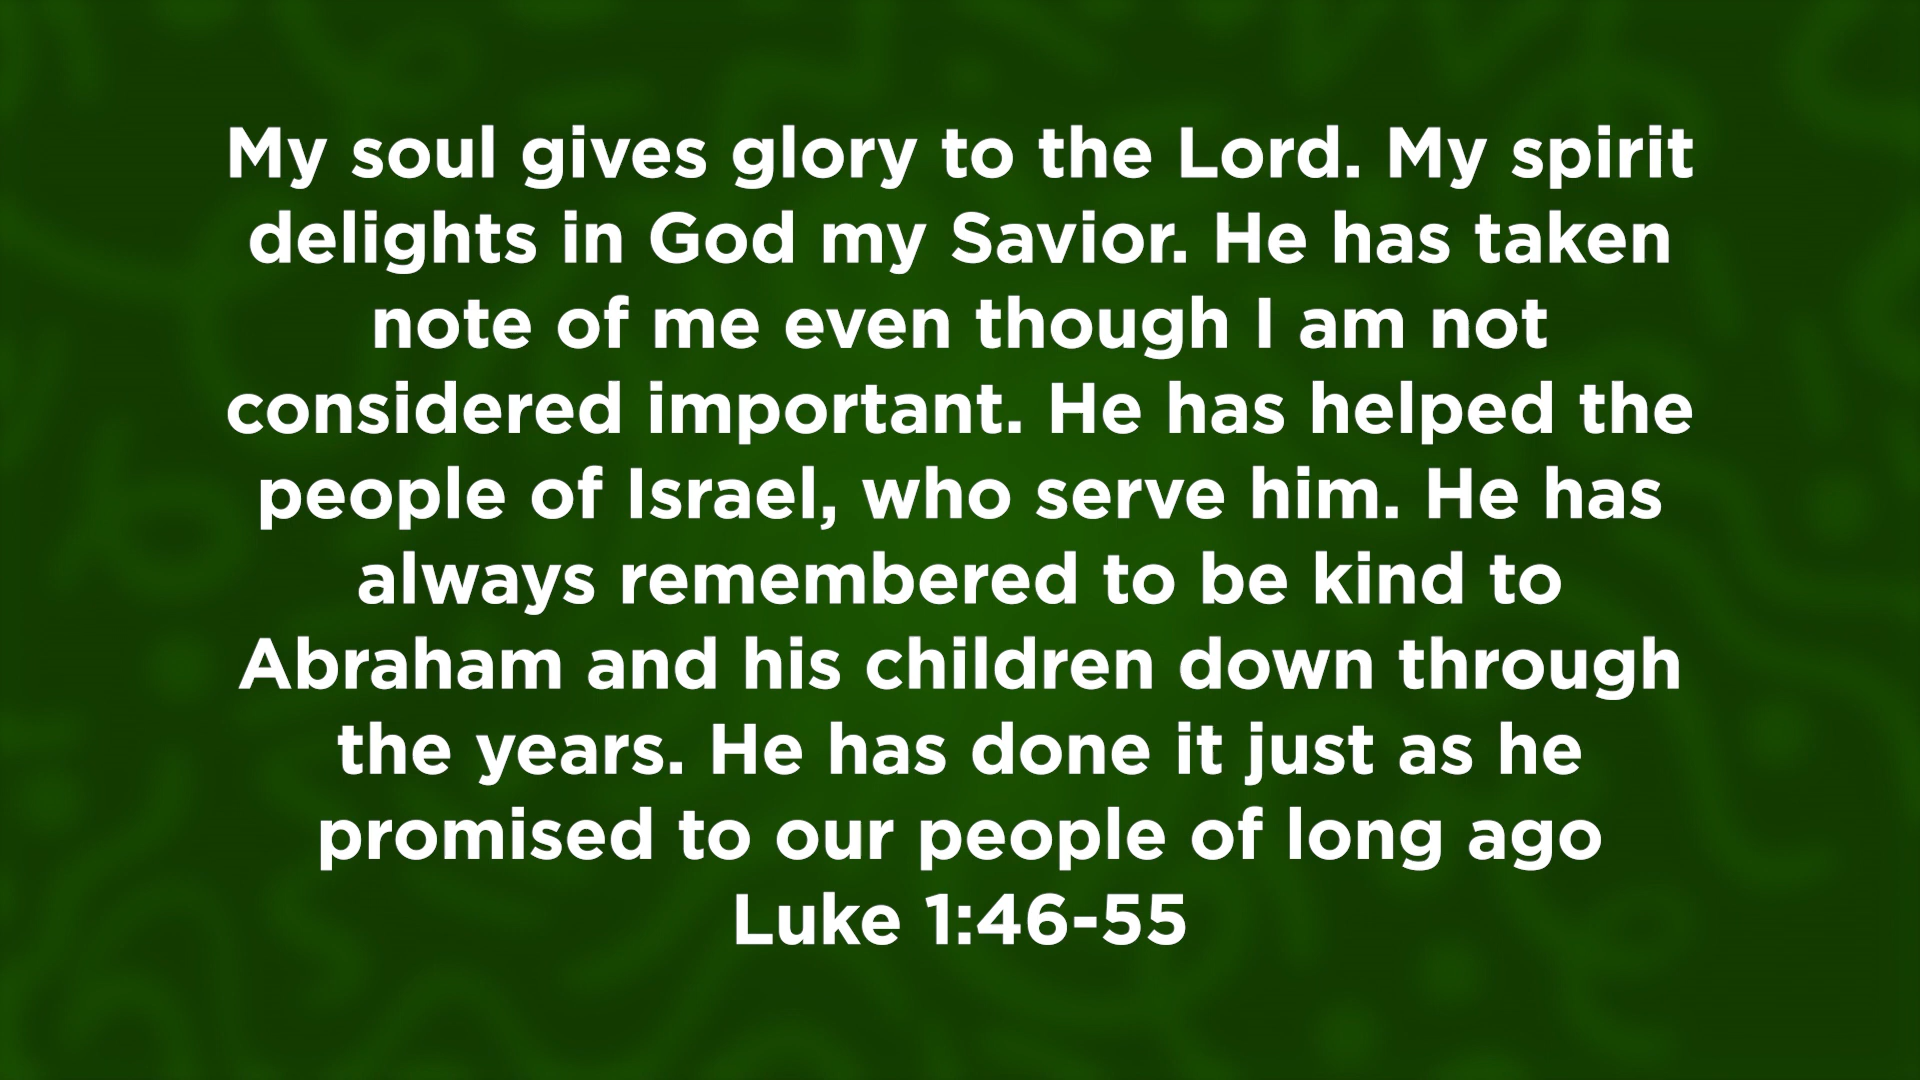 My soul gives glory to the Lord. My spirit
delights in God my Savior. He has taken
note of me even though I am not
considered important. He has helped the
people of Israel, who serve him. He has
always remembered to be kind to
Abraham and his children down through
the years. He has done it just as he
promised to our people of long ago
Luke 1:46-55